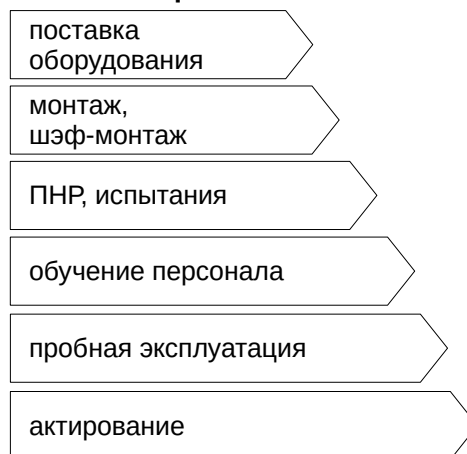 поставка
оборудования
монтаж,
шэф-монтаж
ПНР, испытания
обучение персонала
пробная эксплуатация
актирование